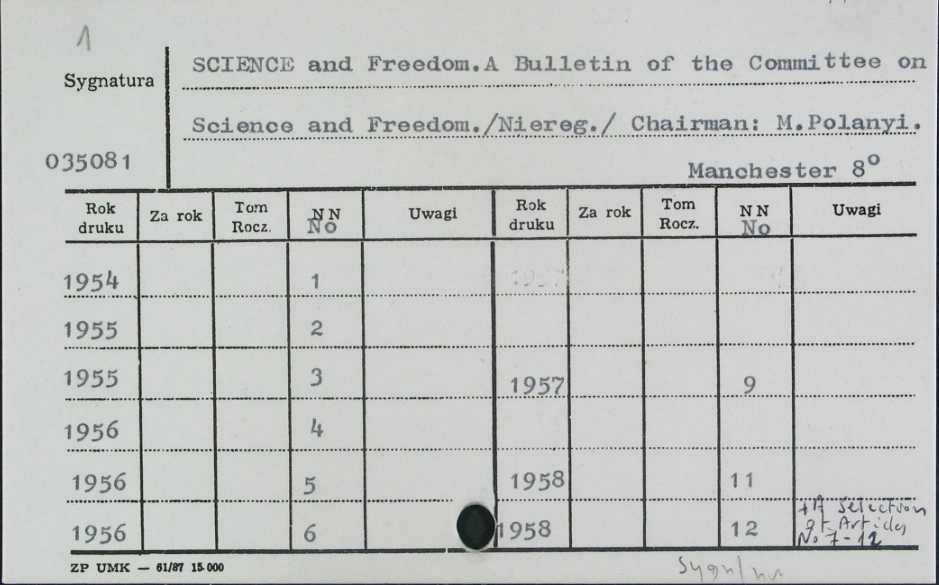 1
SCIENCE and Freedom.A Bulletin of the Committee on
Sygnatura
Science and Freedom./Niereg./ Chairman: M.Polanyi.
035081
Manchester 8º
Rok druku Za rok Tom Rocz. NN No Uwagi Rok druku Za rok Tom Rocz. NN No Uwagi
1954 1
1955 2
1955 3 1957 9
1956 4
1956 5 1958 11
1956 6 1958 12 +A Selection of Articles No 7-12
ZP UMK — 61/87 15.000